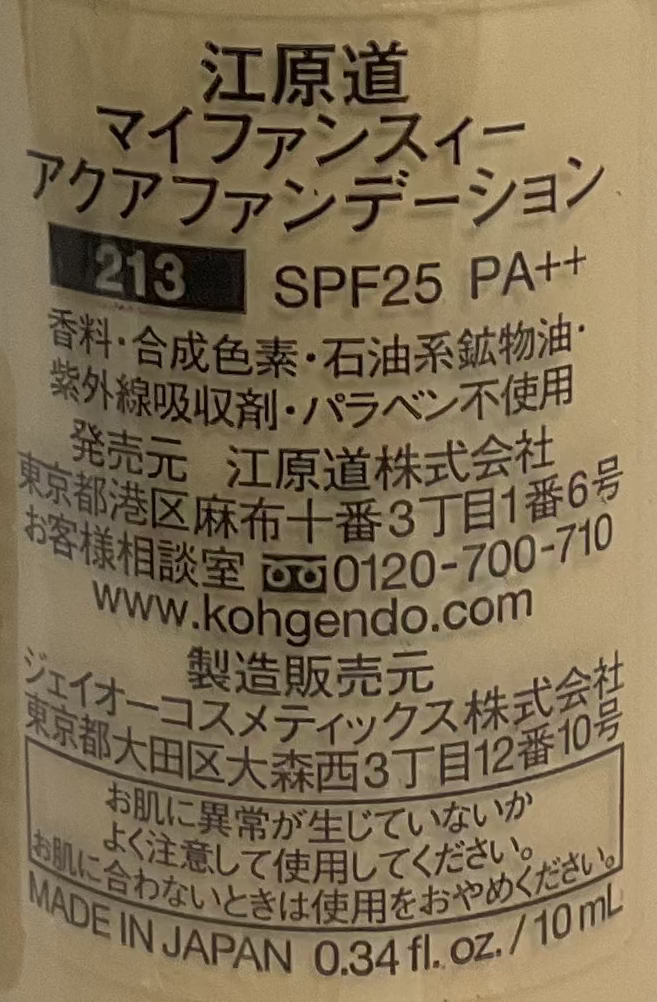 江原道
マイファンスィー
アクアファンデーション
213 SPF25 PA++
香料・合成色素・石油系鉱物油・
紫外線吸収剤・パラベン不使用
発売元 江原道株式会社
東京都港区麻布十番3丁目1番6号
お客様相談室 0120-700-710
www.kohgendo.com
製造販売元
ジェイオーコスメティックス株式会社
東京都大田区大森西3丁目12番10号
お肌に異常が生じていないか
よく注意して使用してください。
お肌に合わないときは使用をおやめください。
MADE IN JAPAN 0.34 fl. oz. / 10 mL